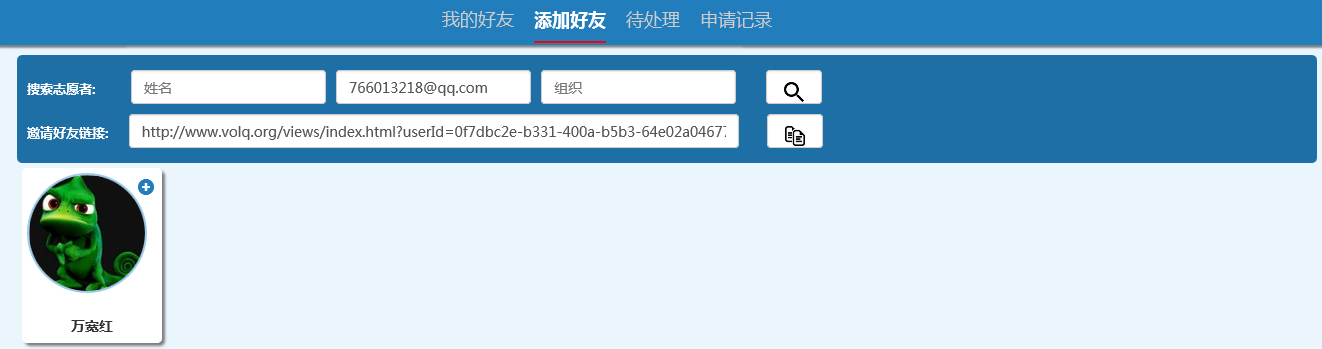 我的好友 添加好友 待处理 申请记录
搜索志愿者: 姓名 766013218@qq.com 组织
邀请好友链接: http://www.volq.org/views/index.html?userId=0f7dbc2e-b331-400a-b5b3-64e02a04677
万宽红